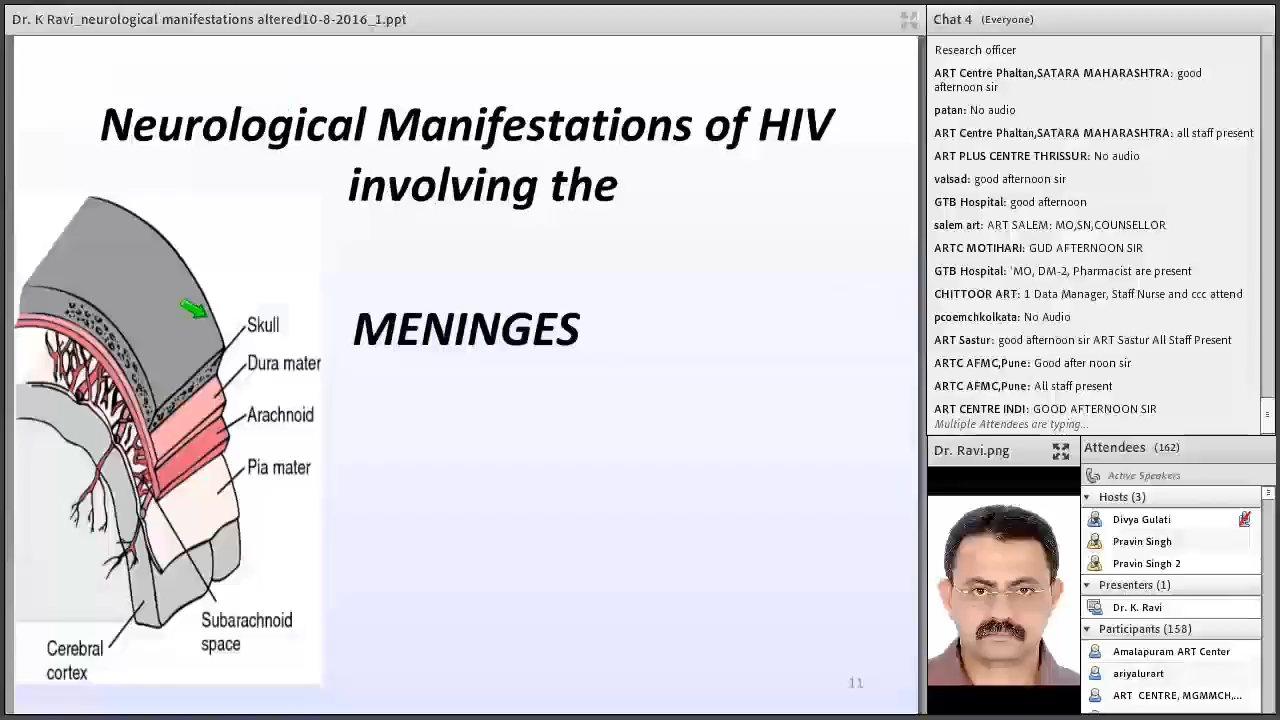 Dr. K Ravi_neurological manifestations altered10-8-2016_1.ppt
Neurological Manifestations of HIV
involving the
MENINGES
Skull
Dura mater
Arachnoid
Pia mater
Subarachnoid
space
Cerebral
cortex
11
Chat 4 (Everyone)
Research officer
ART Centre Phaltan,SATARA MAHARASHTRA: good
afternoon sir
patan: No audio
ART Centre Phaltan,SATARA MAHARASHTRA: all staff present
ART PLUS CENTRE THRISSUR: No audio
valsad: good afternoon sir
GTB Hospital: good afternoon
salem art: ART SALEM: MO,SN,COUNSELLOR
ARTC MOTIHARI: GUD AFTERNOON SIR
GTB Hospital: 'MO, DM-2, Pharmacist are present
CHITTOOR ART: 1 Data Manager, Staff Nurse and ccc attend
pcoemchkolkata: No Audio
ART Sastur: good afternoon sir ART Sastur All Staff Present
ARTC AFMC,Pune: Good after noon sir
ARTC AFMC,Pune: All staff present
ART CENTRE INDI: GOOD AFTERNOON SIR
Multiple Attendees are typing...
Dr. Ravi.png
Attendees (162)
Active Speakers
Hosts (3)
Divya Gulati
Pravin Singh
Pravin Singh 2
Presenters (1)
Dr. K. Ravi
Participants (158)
Amalapuram ART Center
ariyalurart
ART CENTRE, MGMMCH,...